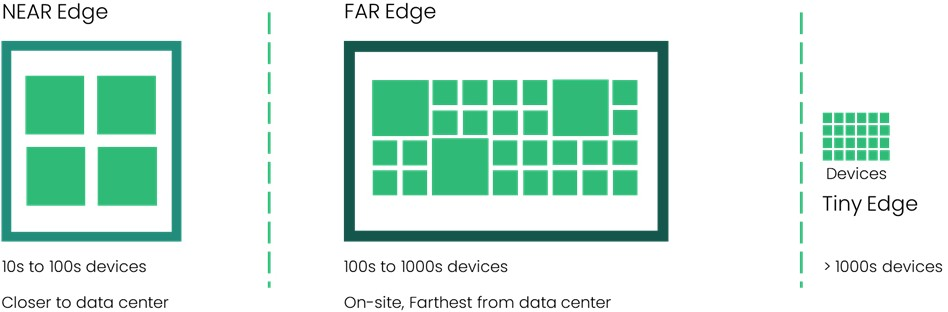 NEAR Edge
10s to 100s devices
Closer to data center
FAR Edge
100s to 1000s devices
On-site, Farthest from data center
Devices
Tiny Edge
> 1000s devices